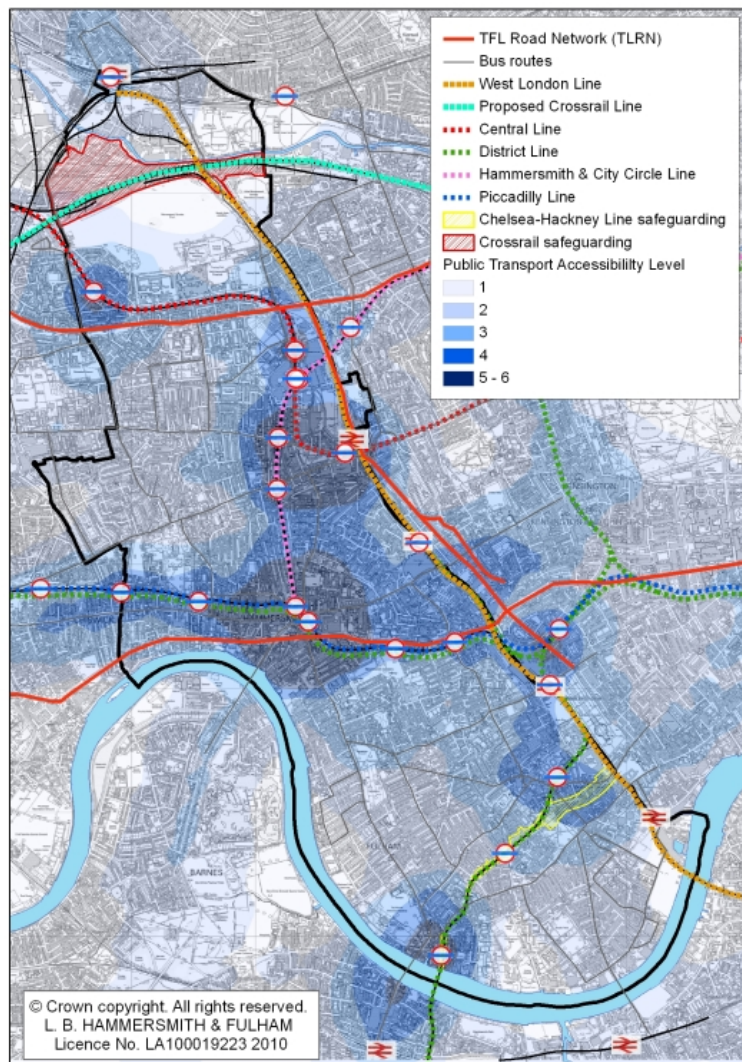 TFL Road Network (TLRN)
Bus routes
West London Line
Proposed Crossrail Line
Central Line
District Line
Hammersmith & City Circle Line
Piccadilly Line
Chelsea-Hackney Line safeguarding
Crossrail safeguarding
Public Transport Accessibililty Level
1
2
3
4
5 - 6
FULHAM
BARNES
© Crown copyright. All rights reserved.
L. B. HAMMERSMITH & FULHAM
Licence No. LA100019223 2010